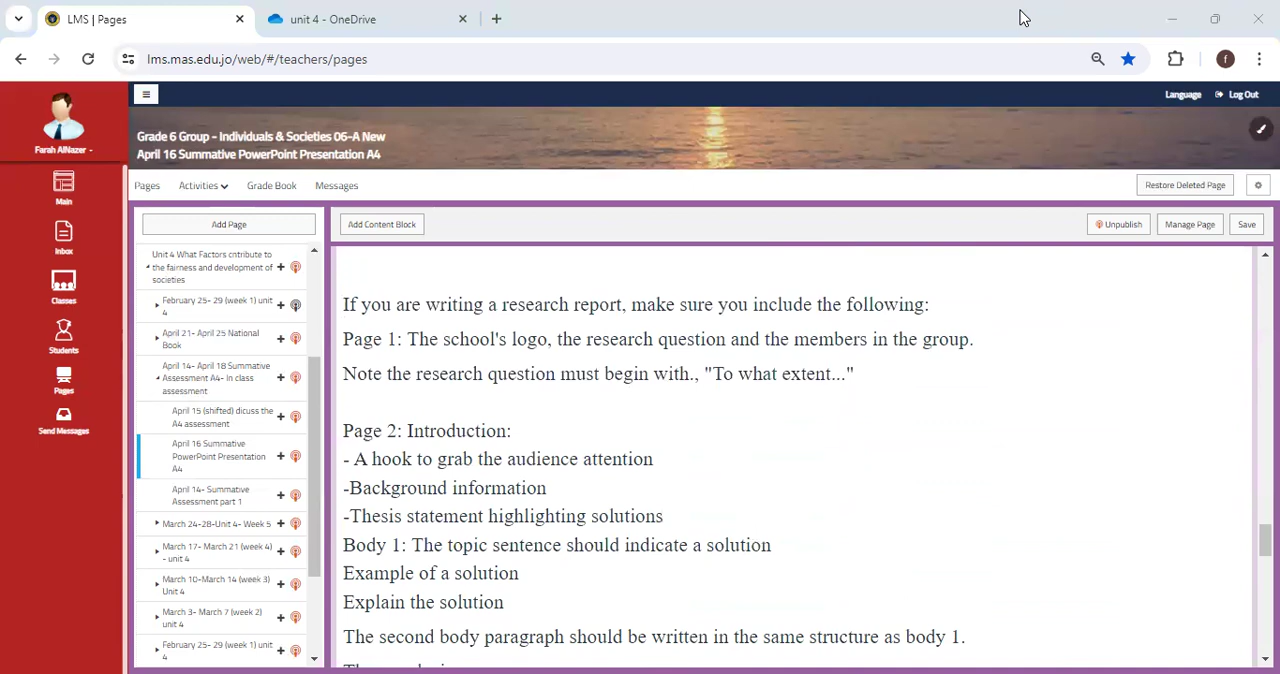 LMS | Pages
unit 4 - OneDrive
lms.mas.edu.jo/web/#/teachers/pages
f
Language
Log Out
Farah AlNazer
Grade 6 Group - Individuals & Societies 06-A New
April 16 Summative PowerPoint Presentation A4
Main
Inbox
Classes
Students
Pages
Send Messages
Pages
Activities
Grade Book
Messages
Restore Deleted Page
Add Page
Add Content Block
Unpublish
Manage Page
Save
Unit 4 What Factors cntribute to
the fairness and development of
societies
February 25- 29 (week 1) unit
4
April 21- April 25 National
Book
April 14- April 18 Summative
Assessment A4- In class
assessment
April 15 (shifted) dicuss the
A4 assessment
April 16 Summative
PowerPoint Presentation
A4
April 14- Summative
Assessment part 1
March 24-28-Unit 4- Week 5
March 17- March 21 (week 4)
- unit 4
March 10-March 14 (week 3)
Unit 4
March 3- March 7 (week 2)
unit 4
February 25- 29 (week 1) unit
4
If you are writing a research report, make sure you include the following:
Page 1: The school's logo, the research question and the members in the group.
Note the research question must begin with., "To what extent..."
Page 2: Introduction:
- A hook to grab the audience attention
-Background information
-Thesis statement highlighting solutions
Body 1: The topic sentence should indicate a solution
Example of a solution
Explain the solution
The second body paragraph should be written in the same structure as body 1.